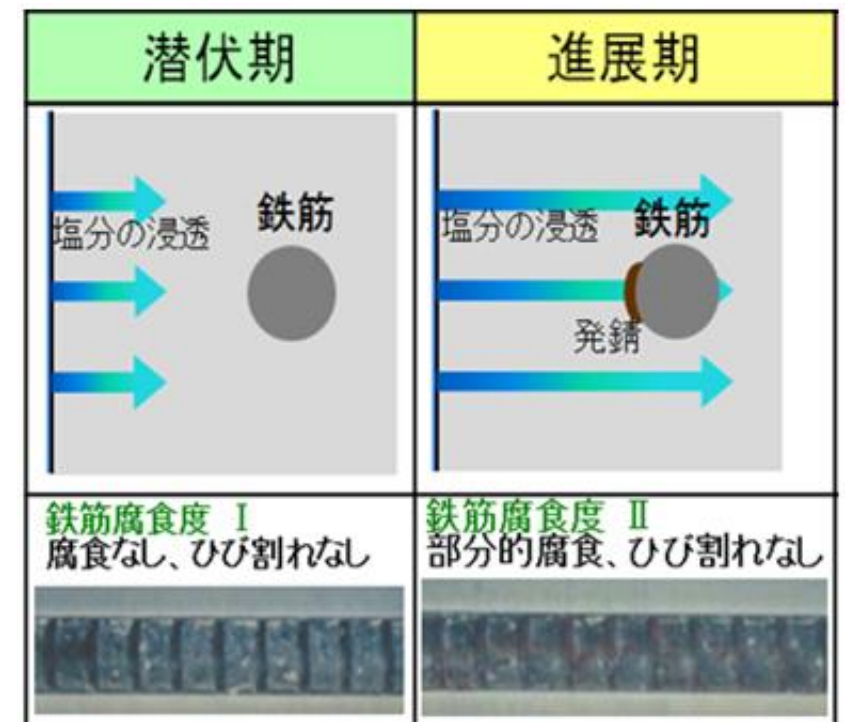 潜伏期
進展期
鉄筋
塩分の浸透
塩分の浸透
鉄筋
発錆
鉄筋腐食度 Ⅰ
腐食なし、ひび割れなし
鉄筋腐食度 Ⅱ
部分的腐食、ひび割れなし